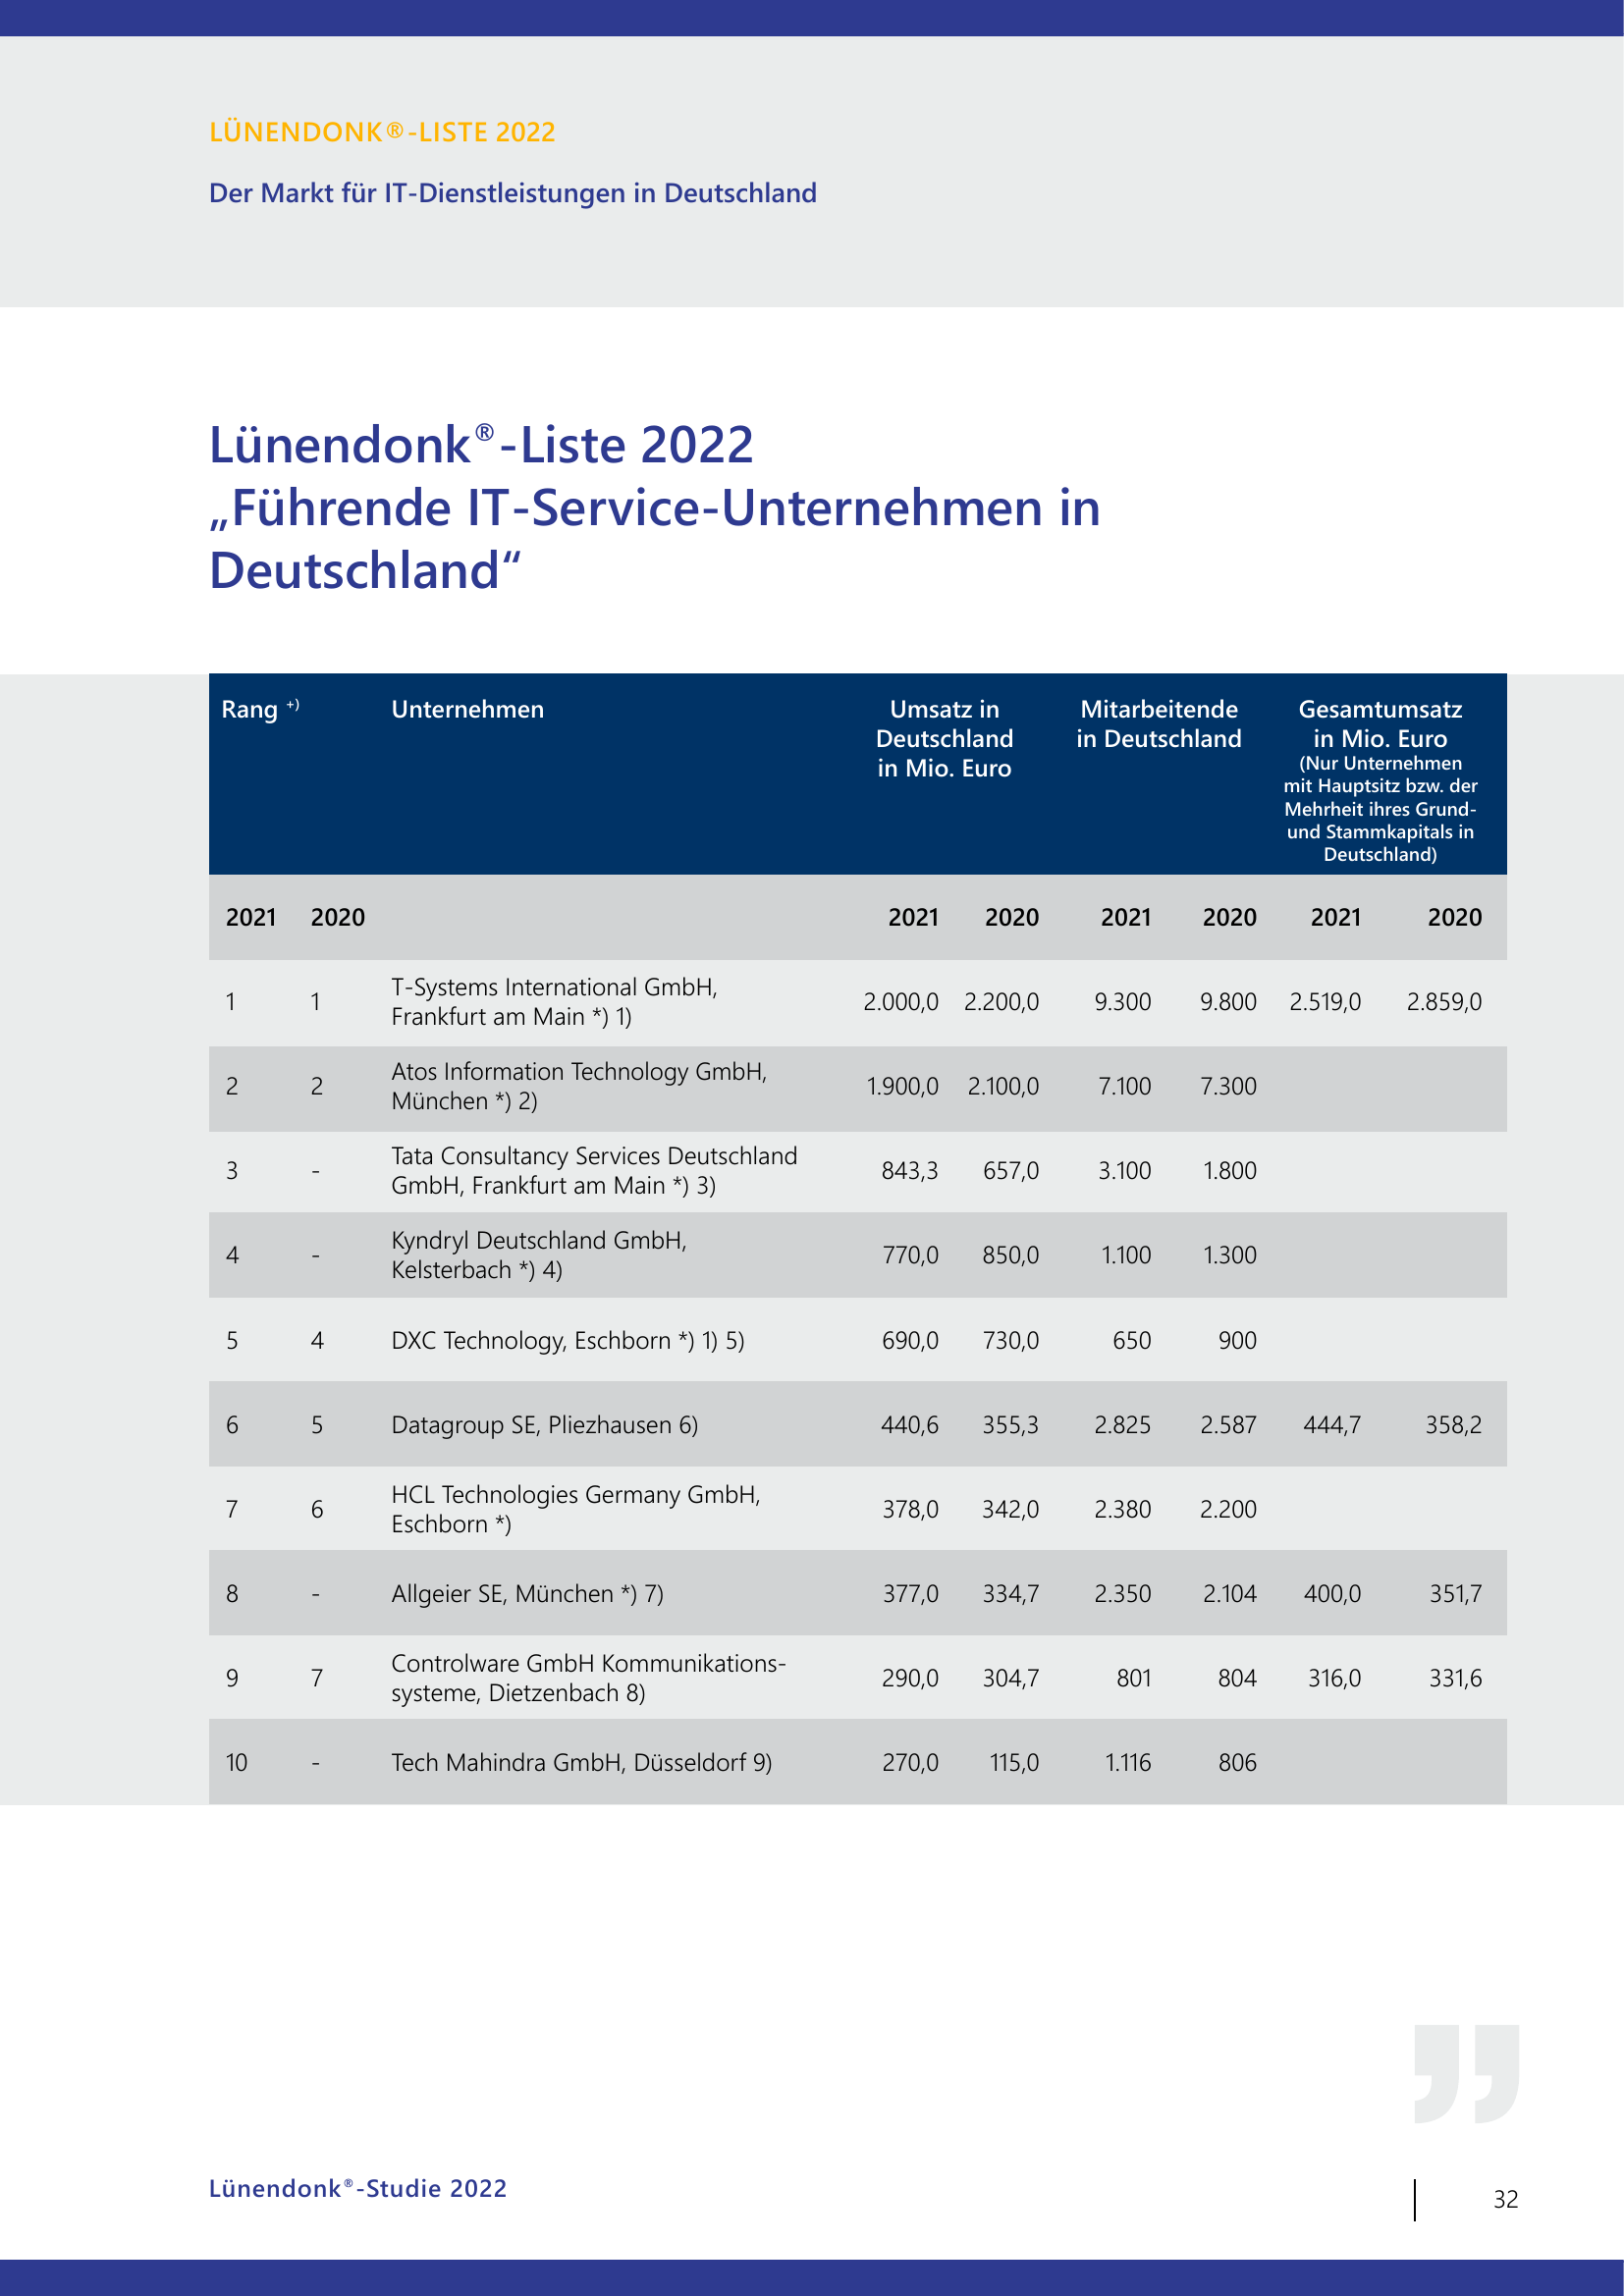 LÜNENDONK®-LISTE 2022
Der Markt für IT-Dienstleistungen in Deutschland
Lünendonk®-Liste 2022
„Führende IT-Service-Unternehmen in
Deutschland“
Rang +) Unternehmen Umsatz in Mitarbeitende Gesamtumsatz
Deutschland in Deutschland in Mio. Euro
in Mio. Euro (Nur Unternehmen
mit Hauptsitz bzw. der
Mehrheit ihres Grund-
und Stammkapitals in
Deutschland)
2021 2020 2021 2020 2021 2020 2021 2020
T-Systems International GmbH,
1 1 2.000,0 2.200,0 9.300 9.800 2.519,0 2.859,0
Frankfurt am Main *) 1)
Atos Information Technology GmbH,
2 2 1.900,0 2.100,0 7.100 7.300
München *) 2)
Tata Consultancy Services Deutschland
3 - 843,3 657,0 3.100 1.800
GmbH, Frankfurt am Main *) 3)
Kyndryl Deutschland GmbH,
4 - 770,0 850,0 1.100 1.300
Kelsterbach *) 4)
5 4 DXC Technology, Eschborn *) 1) 5) 690,0 730,0 650 900
6 5 Datagroup SE, Pliezhausen 6) 440,6 355,3 2.825 2.587 444,7 358,2
HCL Technologies Germany GmbH,
7 6 378,0 342,0 2.380 2.200
Eschborn *)
8 - Allgeier SE, München *) 7) 377,0 334,7 2.350 2.104 400,0 351,7
Controlware GmbH Kommunikations-
9 7 290,0 304,7 801 804 316,0 331,6
systeme, Dietzenbach 8)
10 - Tech Mahindra GmbH, Düsseldorf 9) 270,0 115,0 1.116 806
Lünendonk®-Studie 2022
32